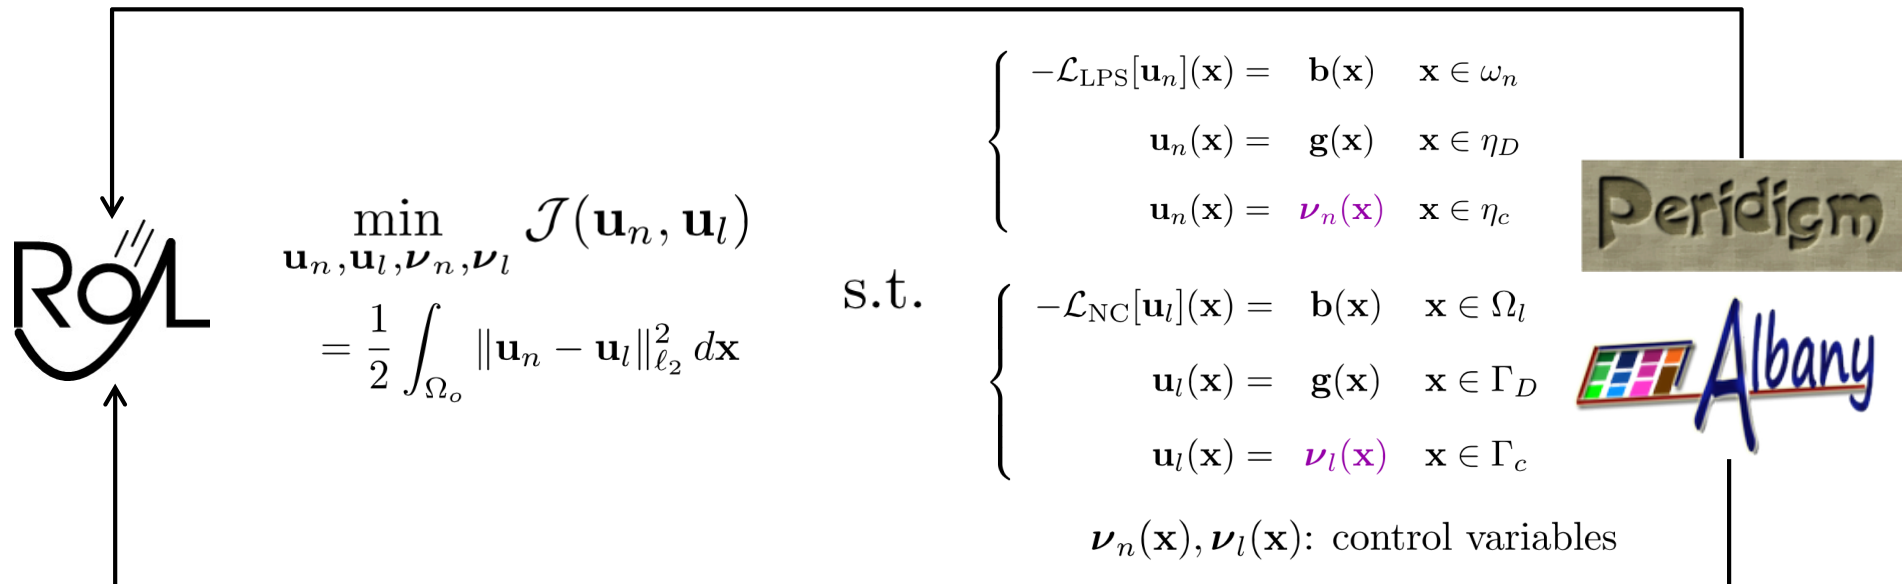 ROL
min J(u_n, u_l)
u_n, u_l, ν_n, ν_l
= 1/2 ∫_{Ω_o} ‖u_n − u_l‖²_{ℓ₂} dx
s.t.
−ℒ_LPS[u_n](x) = b(x) x ∈ ω_n
u_n(x) = g(x) x ∈ η_D
u_n(x) = ν_n(x) x ∈ η_c
Peridigm
−ℒ_NC[u_l](x) = b(x) x ∈ Ω_l
u_l(x) = g(x) x ∈ Γ_D
u_l(x) = ν_l(x) x ∈ Γ_c
Albany
ν_n(x), ν_l(x): control variables